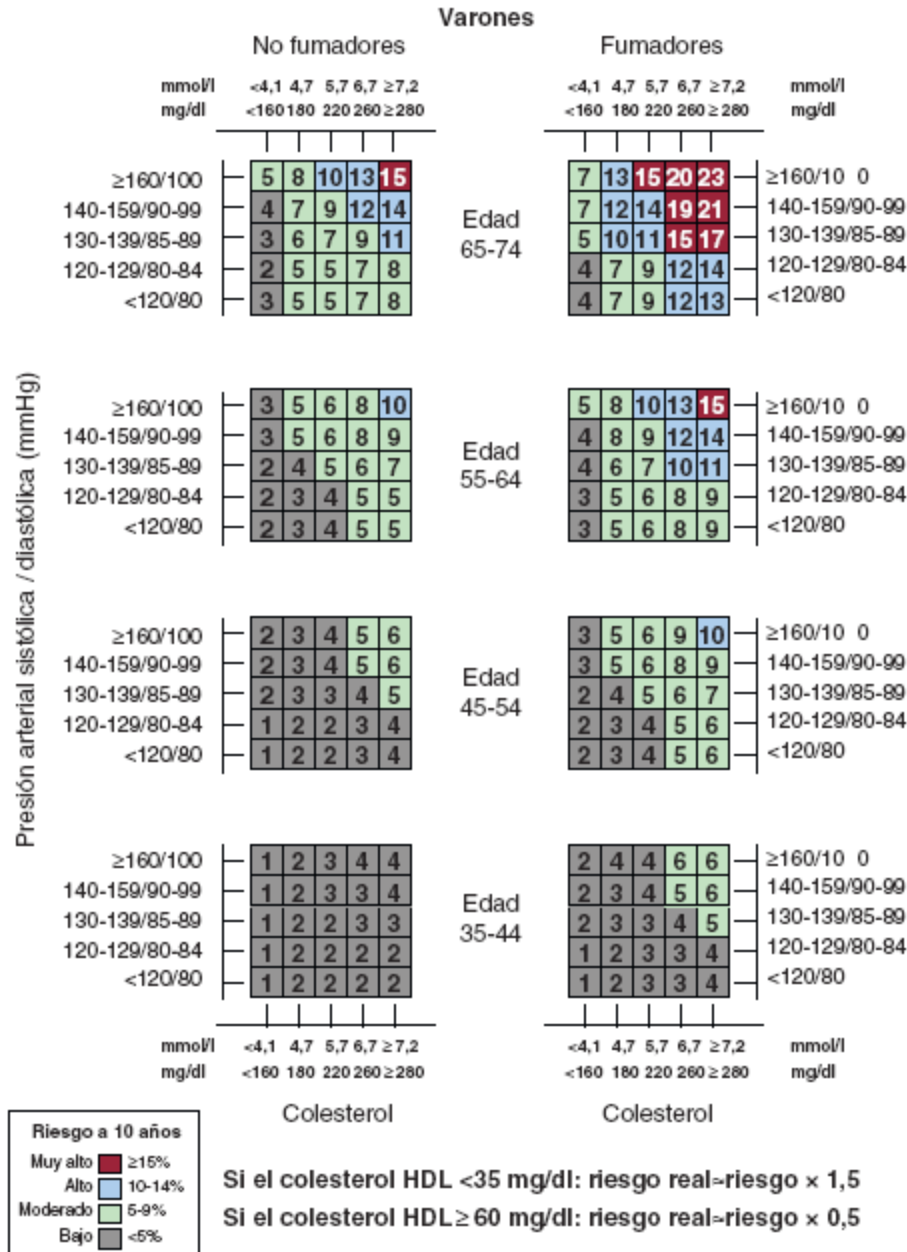 Varones
No fumadores Fumadores
mmol/l <4,1 4,7 5,7 6,7 ≥7,2 <4,1 4,7 5,7 6,7 ≥7,2 mmol/l
mg/dl <160 180 220 260 ≥280 <160 180 220 260 ≥280 mg/dl
Presión arterial sistólica / diastólica (mmHg)
≥160/100 5 8 10 13 15 7 13 15 20 23 ≥160/10 0
140-159/90-99 4 7 9 12 14 7 12 14 19 21 140-159/90-99
Edad
130-139/85-89 3 6 7 9 11 5 10 11 15 17 130-139/85-89
65-74
120-129/80-84 2 5 5 7 8 4 7 9 12 14 120-129/80-84
<120/80 3 5 5 7 8 4 7 9 12 13 <120/80
≥160/100 3 5 6 8 10 5 8 10 13 15 ≥160/10 0
140-159/90-99 3 5 6 8 9 4 8 9 12 14 140-159/90-99
Edad
130-139/85-89 2 4 5 6 7 4 6 7 10 11 130-139/85-89
55-64
120-129/80-84 2 3 4 5 5 3 5 6 8 9 120-129/80-84
<120/80 2 3 4 5 5 3 5 6 8 9 <120/80
≥160/100 2 3 4 5 6 3 5 6 9 10 ≥160/10 0
140-159/90-99 2 3 4 5 6 3 5 6 8 9 140-159/90-99
Edad
130-139/85-89 2 3 3 4 5 2 4 5 6 7 130-139/85-89
45-54
120-129/80-84 1 2 2 3 4 2 3 4 5 6 120-129/80-84
<120/80 1 2 2 3 4 2 3 4 5 6 <120/80
≥160/100 1 2 3 4 4 2 4 4 6 6 ≥160/10 0
140-159/90-99 1 2 3 3 4 2 3 4 5 6 140-159/90-99
Edad
130-139/85-89 1 2 2 3 3 2 3 3 4 5 130-139/85-89
35-44
120-129/80-84 1 2 2 2 2 1 2 3 3 4 120-129/80-84
<120/80 1 2 2 2 2 1 2 3 3 4 <120/80
mmol/l <4,1 4,7 5,7 6,7 ≥7,2 <4,1 4,7 5,7 6,7 ≥7,2 mmol/l
mg/dl <160 180 220 260 ≥280 <160 180 220 260 ≥280 mg/dl
Colesterol Colesterol
Riesgo a 10 años
Muy alto ≥15%
Alto 10-14%
Moderado 5-9%
Bajo <5%
Si el colesterol HDL <35 mg/dl: riesgo real≈riesgo × 1,5
Si el colesterol HDL ≥ 60 mg/dl: riesgo real≈riesgo × 0,5